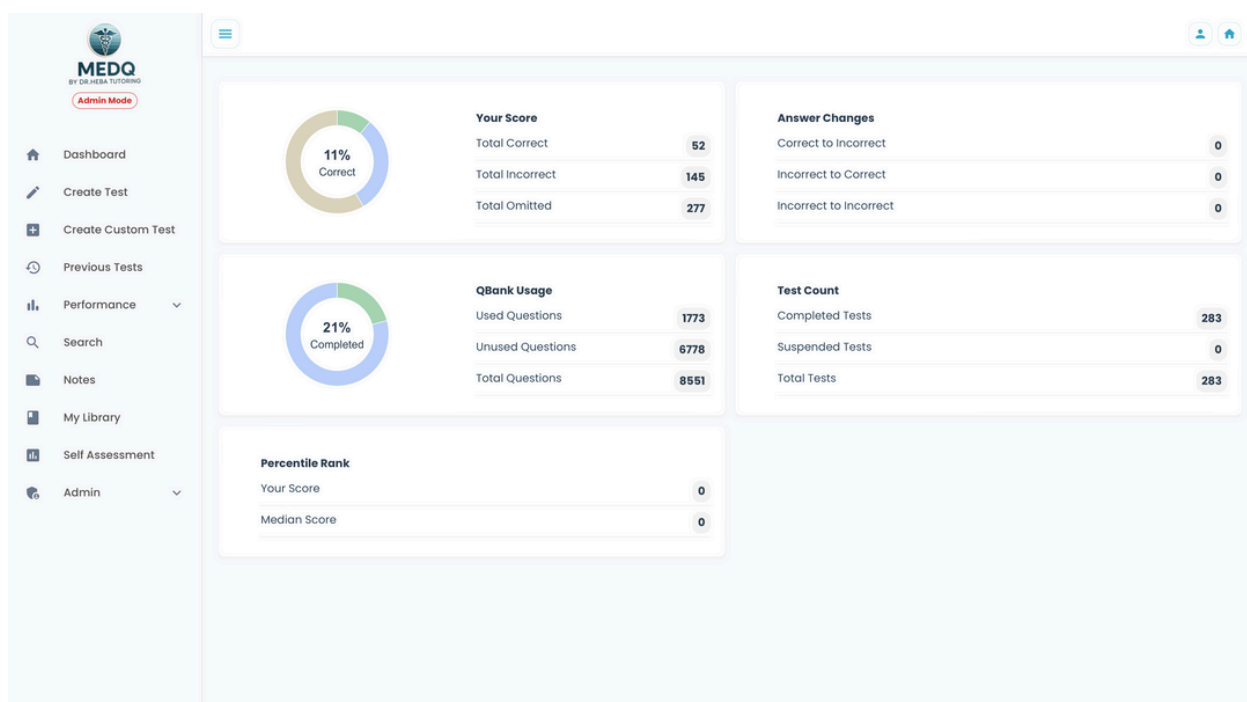 MEDQ
BY DR.HEBA TUTORING
Admin Mode
Dashboard
Create Test
Create Custom Test
Previous Tests
Performance
Search
Notes
My Library
Self Assessment
Admin
11%
Correct
Your Score
Total Correct 52
Total Incorrect 145
Total Omitted 277
Answer Changes
Correct to Incorrect 0
Incorrect to Correct 0
Incorrect to Incorrect 0
21%
Completed
QBank Usage
Used Questions 1773
Unused Questions 6778
Total Questions 8551
Test Count
Completed Tests 283
Suspended Tests 0
Total Tests 283
Percentile Rank
Your Score 0
Median Score 0